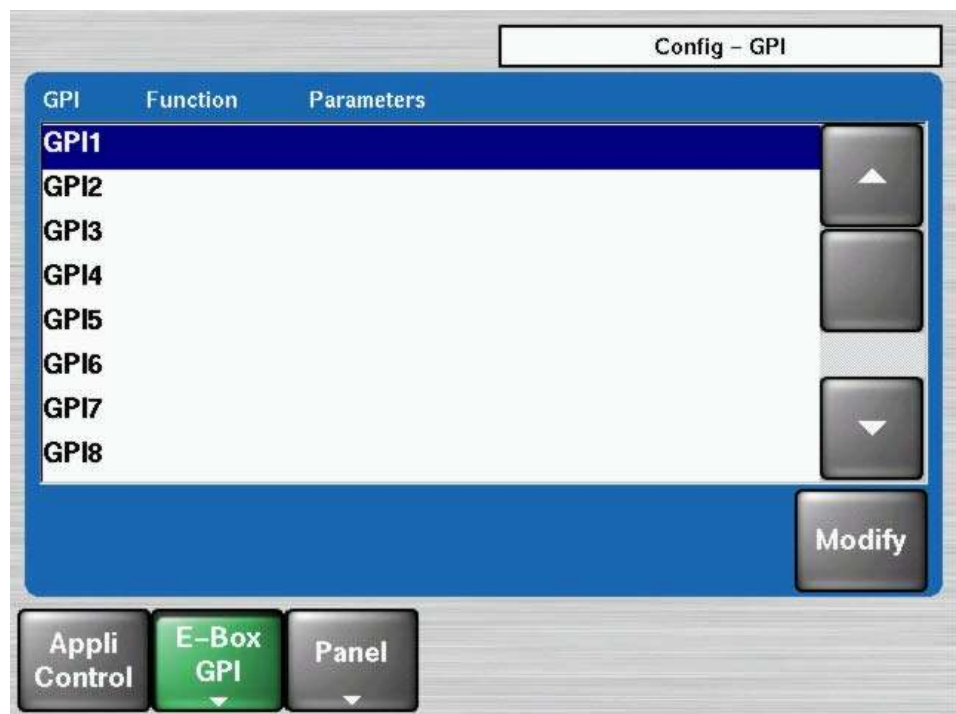 Config – GPI
GPI Function Parameters
GPI1
GPI2
GPI3
GPI4
GPI5
GPI6
GPI7
GPI8
Modify
Appli
Control
E–Box
GPI
Panel